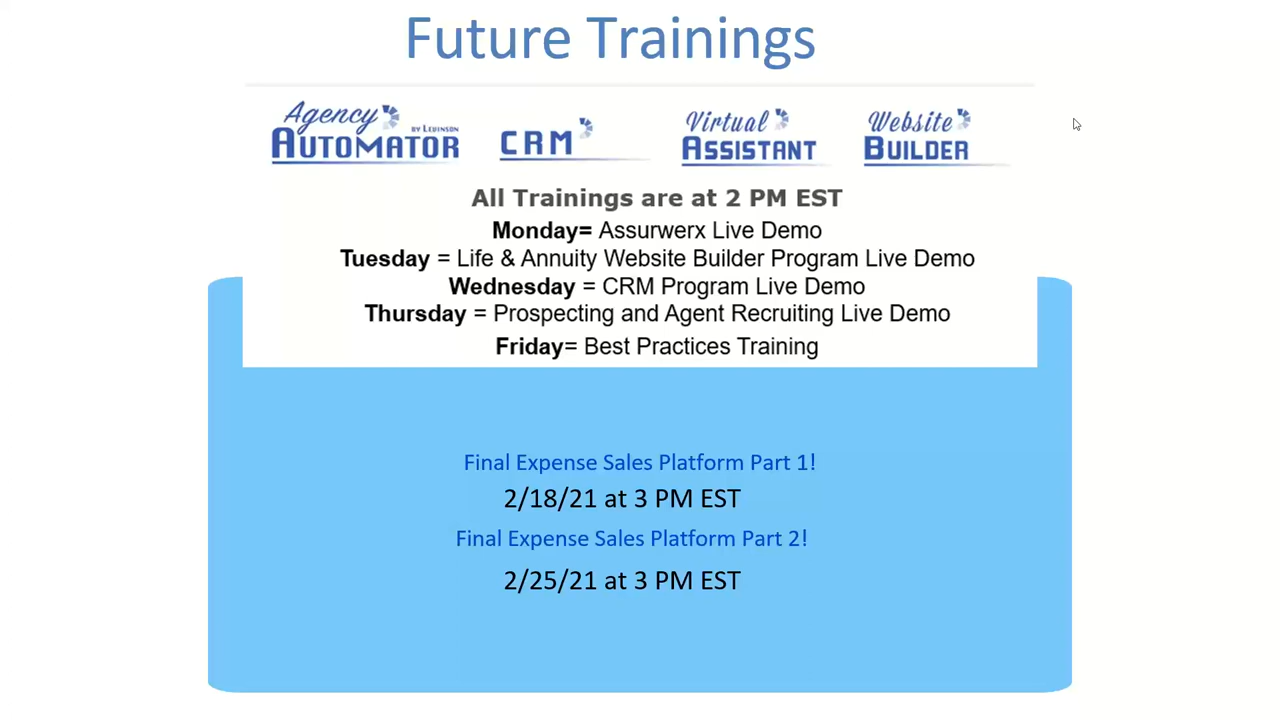 Future Trainings
Agency
AUTOMATOR
BY LEVINSON
CRM
Virtual
ASSISTANT
Website
BUILDER
All Trainings are at 2 PM EST
Monday= Assurwerx Live Demo
Tuesday = Life & Annuity Website Builder Program Live Demo
Wednesday = CRM Program Live Demo
Thursday = Prospecting and Agent Recruiting Live Demo
Friday= Best Practices Training
Final Expense Sales Platform Part 1!
2/18/21 at 3 PM EST
Final Expense Sales Platform Part 2!
2/25/21 at 3 PM EST